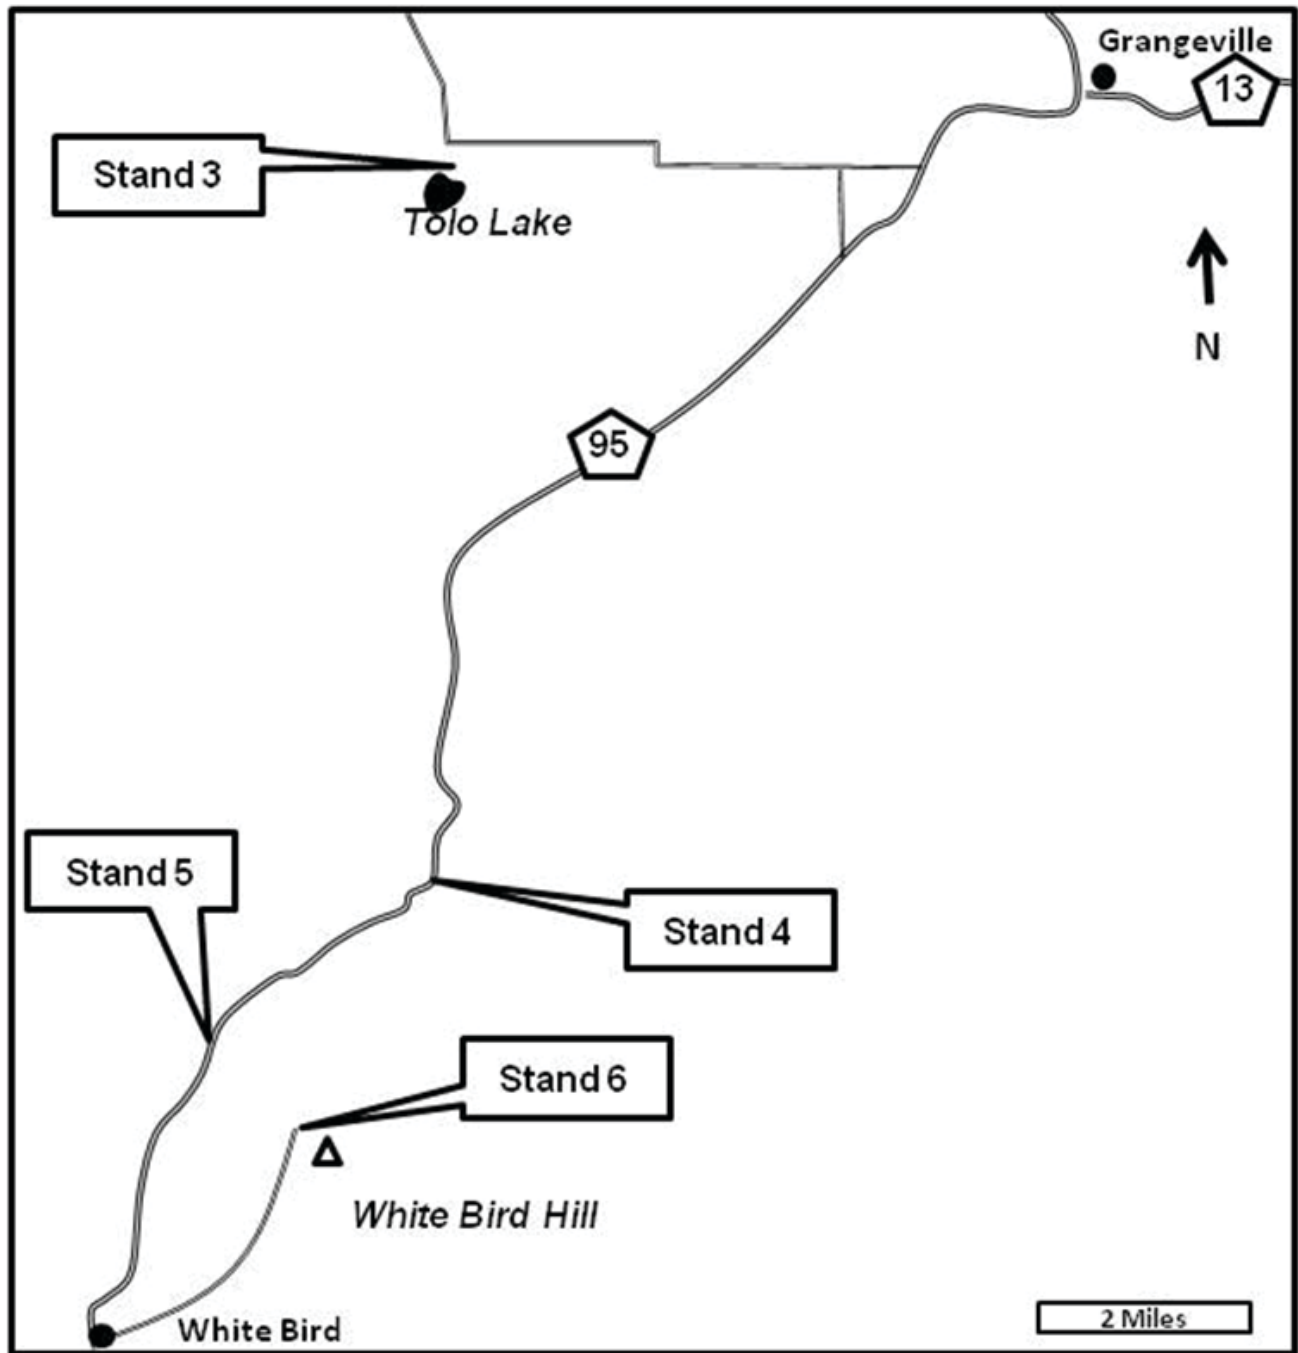 Grangeville
13
Stand 3
Tolo Lake
N
95
Stand 5
Stand 4
Stand 6
White Bird Hill
2 Miles
White Bird